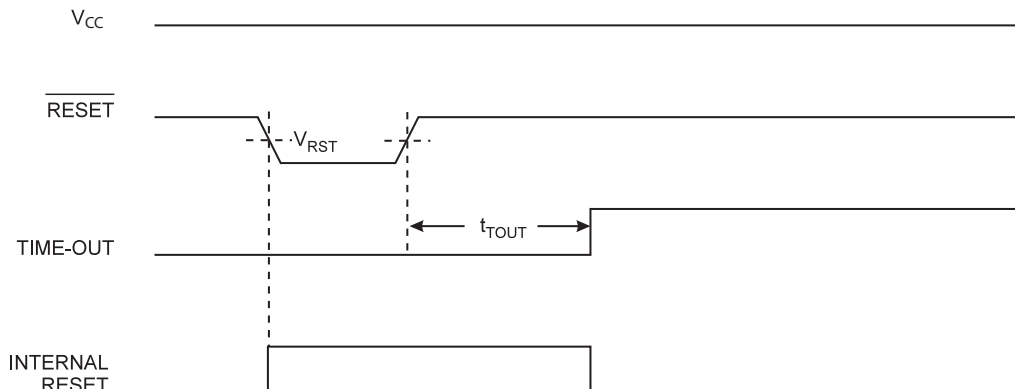 VCC
RESET
VRST
tTOUT
TIME-OUT
INTERNAL
RESET